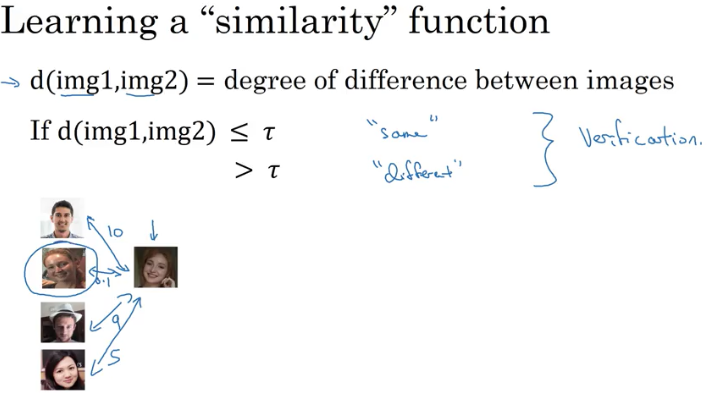 Learning a “similarity” function
→ d(img1,img2) = degree of difference between images
If d(img1,img2) ≤ τ “same”
> τ “different”
Verification.
10
0.1
9
5